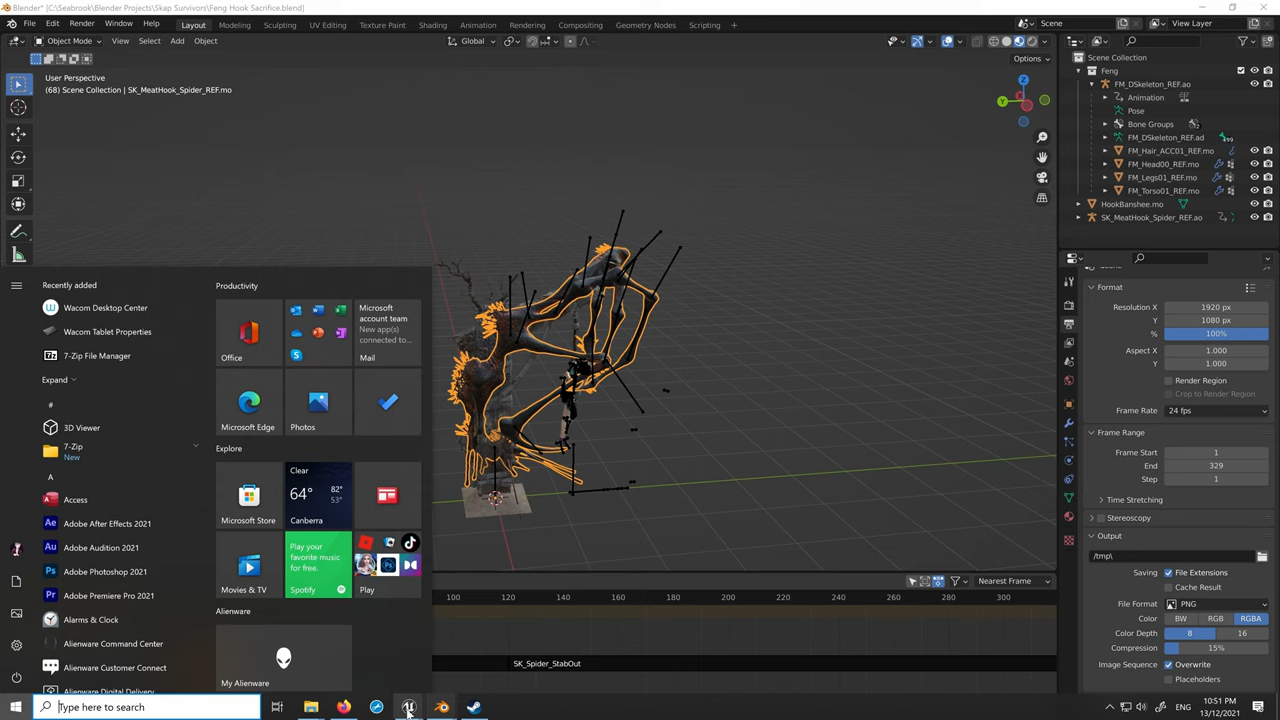 Blender* [D:\Seabrook\Blender Projects\Skap Survivors\Feng Hook Sacrifice.blend]
File Edit Render Window Help
Layout Modeling Sculpting UV Editing Texture Paint Shading Animation Rendering Compositing Geometry Nodes Scripting +
Scene View Layer
Object Mode View Select Add Object Global
Options
User Perspective
(68) Scene Collection | SK_MeatHook_Spider_REF.mo
Z
Y
X
Scene Collection
Feng
FM_DSkeleton_REF.ao
Animation
Pose
Bone Groups
FM_DSkeleton_REF.ad
FM_Hair_ACC01_REF.mo
FM_Head00_REF.mo
FM_Legs01_REF.mo
FM_Torso01_REF.mo
HookBanshee.mo
SK_MeatHook_Spider_REF.ao
Format
Resolution X 1920 px
Y 1080 px
% 100%
Aspect X 1.000
Y 1.000
Render Region
Crop to Render Region
Frame Rate 24 fps
Frame Range
Frame Start 1
End 329
Step 1
Time Stretching
Stereoscopy
Output
/tmp\
Saving File Extensions
Cache Result
File Format PNG
Color BW RGB RGBA
Color Depth 8 16
Compression 15%
Image Sequence Overwrite
Placeholders
Nearest Frame
100 120 140 160 180 200 220 240 260 280 300
SK_Spider_StabOut
Recently added
Wacom Desktop Center
Wacom Tablet Properties
7-Zip File Manager
Expand
#
3D Viewer
7-Zip
New
A
Access
Adobe After Effects 2021
Adobe Audition 2021
Adobe Photoshop 2021
Adobe Premiere Pro 2021
Alarms & Clock
Alienware Command Center
Alienware Customer Connect
Alienware Digital Delivery
Productivity
Office
Microsoft account team
New app(s) connected to...
Mail
Microsoft Edge
Photos
Explore
Microsoft Store
Clear
64° 82°
53°
Canberra
Movies & TV
Play your favorite music for free.
Spotify
Play
Alienware
My Alienware
Type here to search
ENG
10:51 PM
13/12/2021